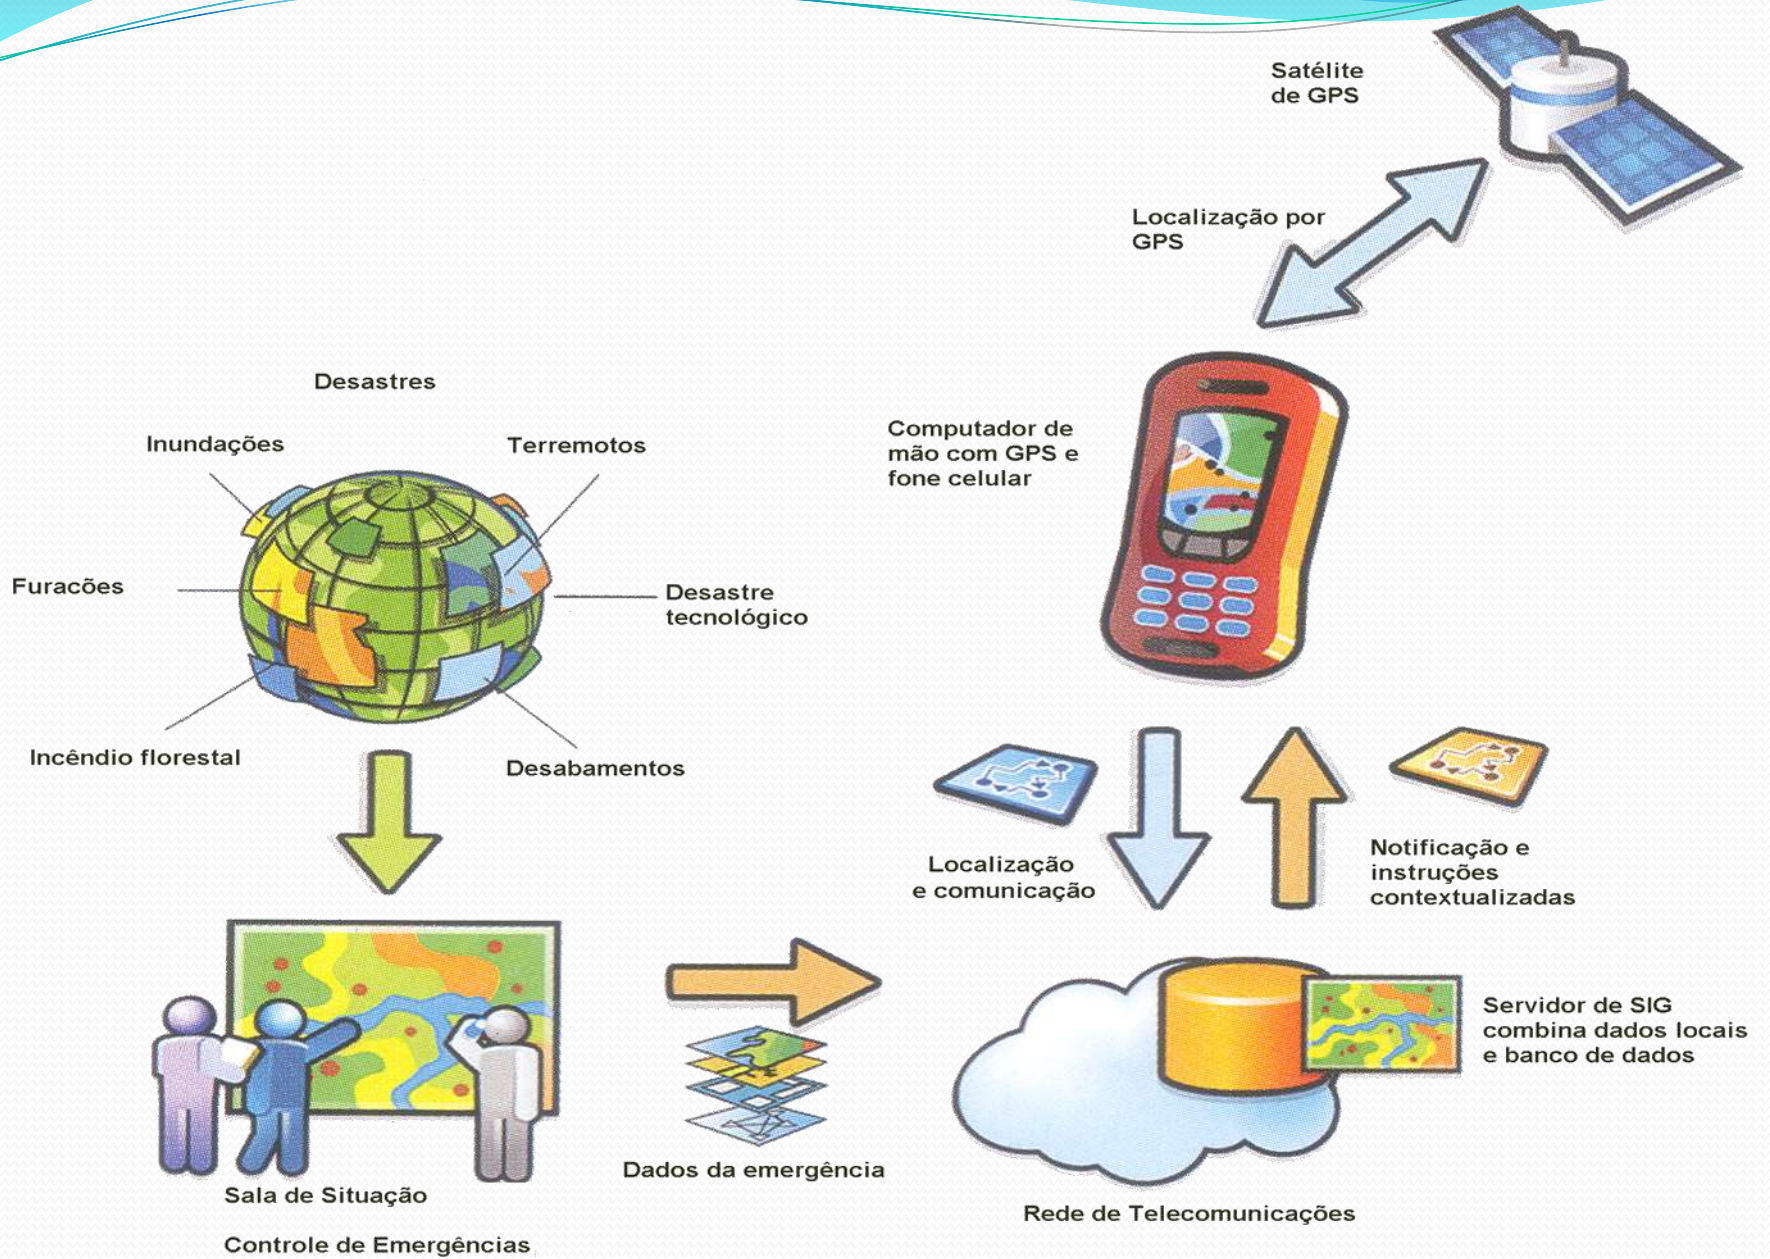 Satélite
de GPS
Localização por
GPS
Desastres
Inundações
Terremotos
Computador de
mão com GPS e
fone celular
Furacões
Desastre
tecnológico
Incêndio florestal
Desabamentos
Localização
e comunicação
Notificação e
instruções
contextualizadas
Servidor de SIG
combina dados locais
e banco de dados
Dados da emergência
Sala de Situação
Rede de Telecomunicações
Controle de Emergências